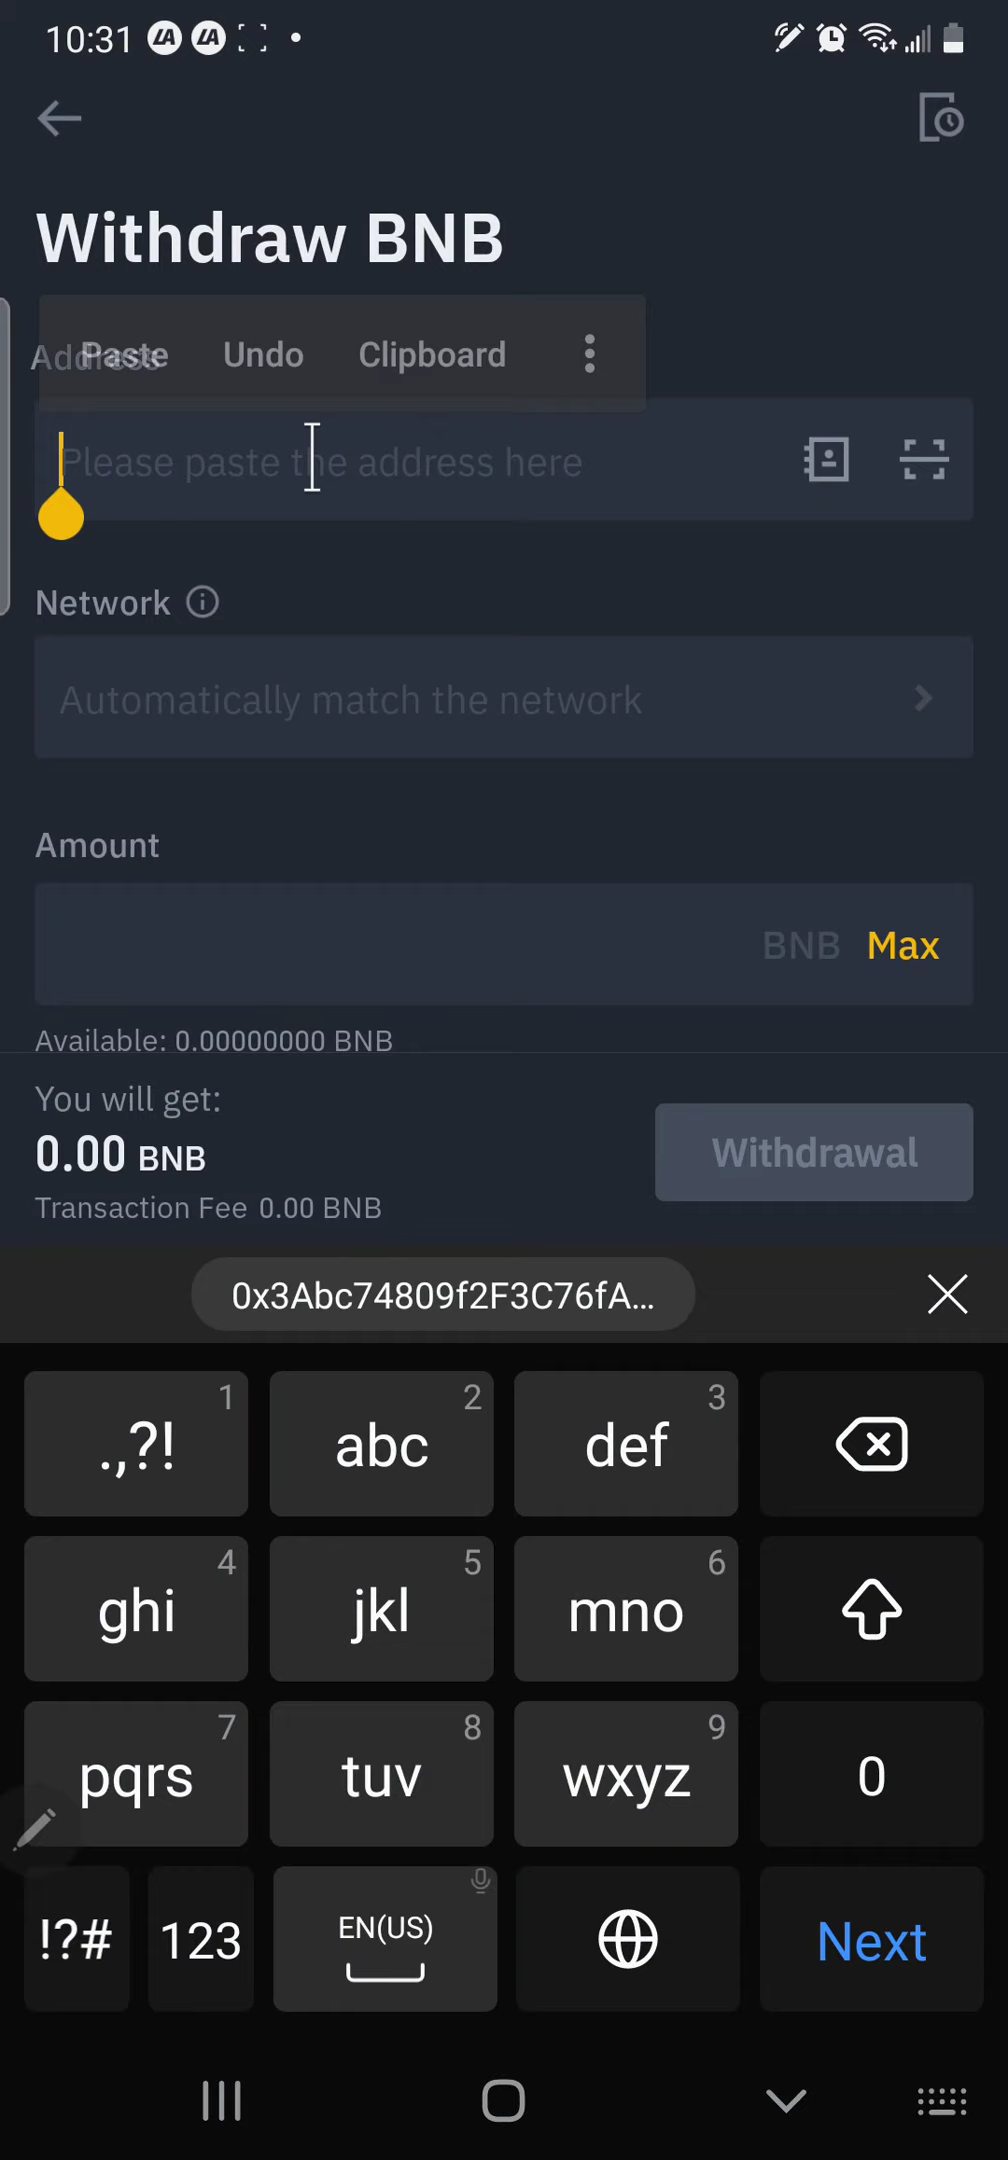 10:31
Withdraw BNB
Address
Paste Undo Clipboard
Please paste the address here
Network
Automatically match the network
Amount
BNB Max
Available: 0.00000000 BNB
You will get:
0.00 BNB
Withdrawal
Transaction Fee 0.00 BNB
0x3Abc74809f2F3C76fA...
.,?! 1 abc 2 def 3
ghi 4 jkl 5 mno 6
pqrs 7 tuv 8 wxyz 9 0
!?# 123 EN(US) Next